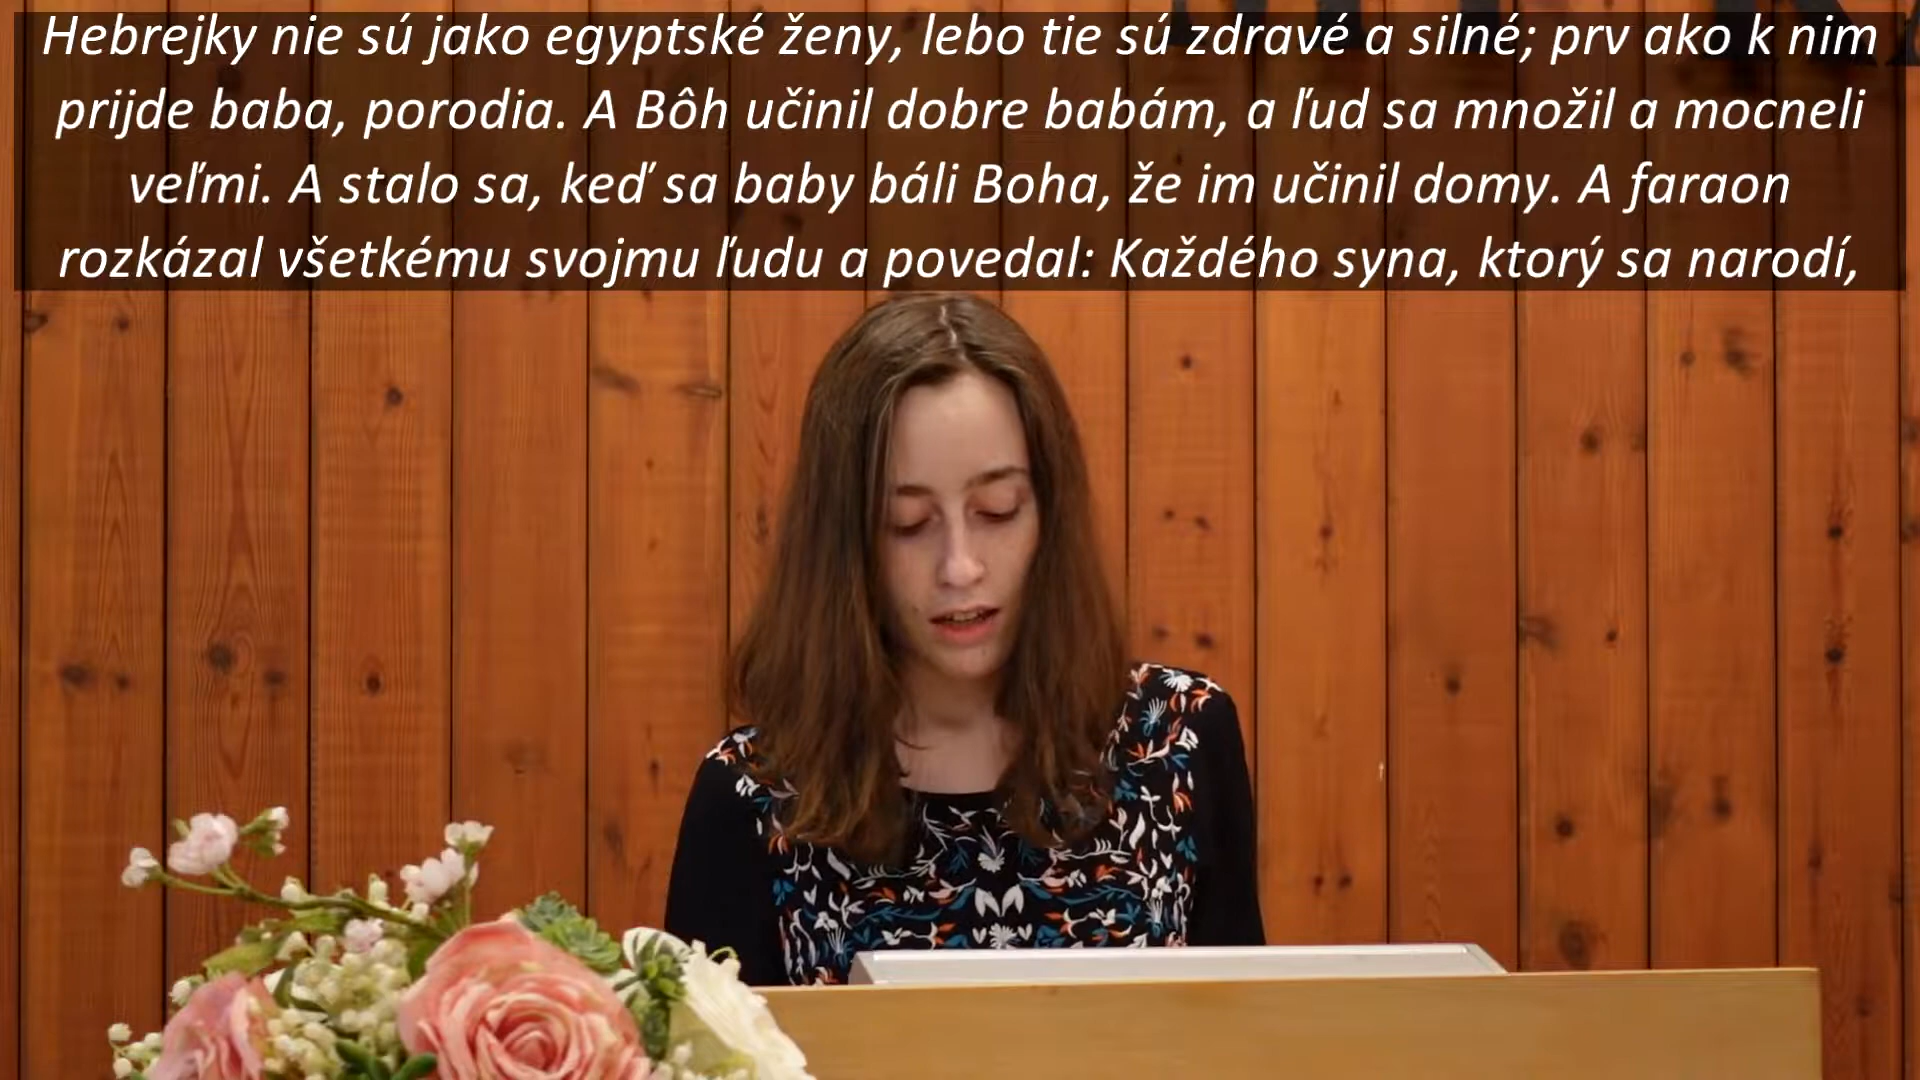 Hebrejky nie sú jako egyptské ženy, lebo tie sú zdravé a silné; prv ako k nim
prijde baba, porodia. A Bôh učinil dobre babám, a ľud sa množil a mocneli
veľmi. A stalo sa, keď sa baby báli Boha, že im učinil domy. A faraon
rozkázal všetkému svojmu ľudu a povedal: Každého syna, ktorý sa narodí,